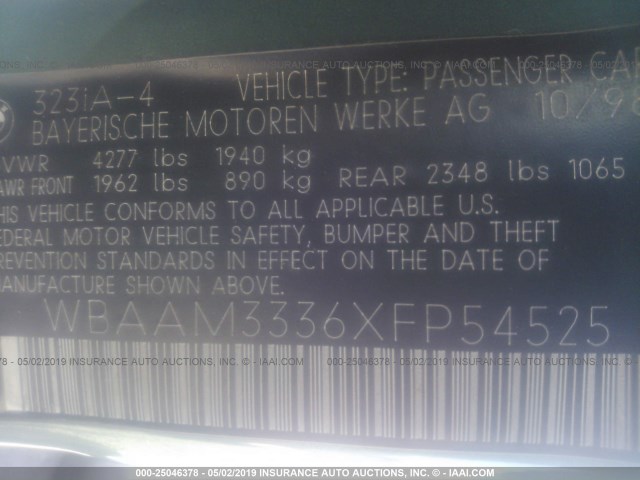 323iA-4 VEHICLE TYPE: PASSENGER CAR
BAYERISCHE MOTOREN WERKE AG 10/98
VWR 4277 lbs 1940 kg
AWR FRONT 1962 lbs 890 kg REAR 2348 lbs 1065
THIS VEHICLE CONFORMS TO ALL APPLICABLE U.S.
FEDERAL MOTOR VEHICLE SAFETY, BUMPER AND THEFT
PREVENTION STANDARDS IN EFFECT ON THE DATE OF
MANUFACTURE SHOWN ABOVE.
WBAAM3336XFP54525
000-25046378 - 05/02/2019 INSURANCE AUTO AUCTIONS, INC. © - IAAI.COM